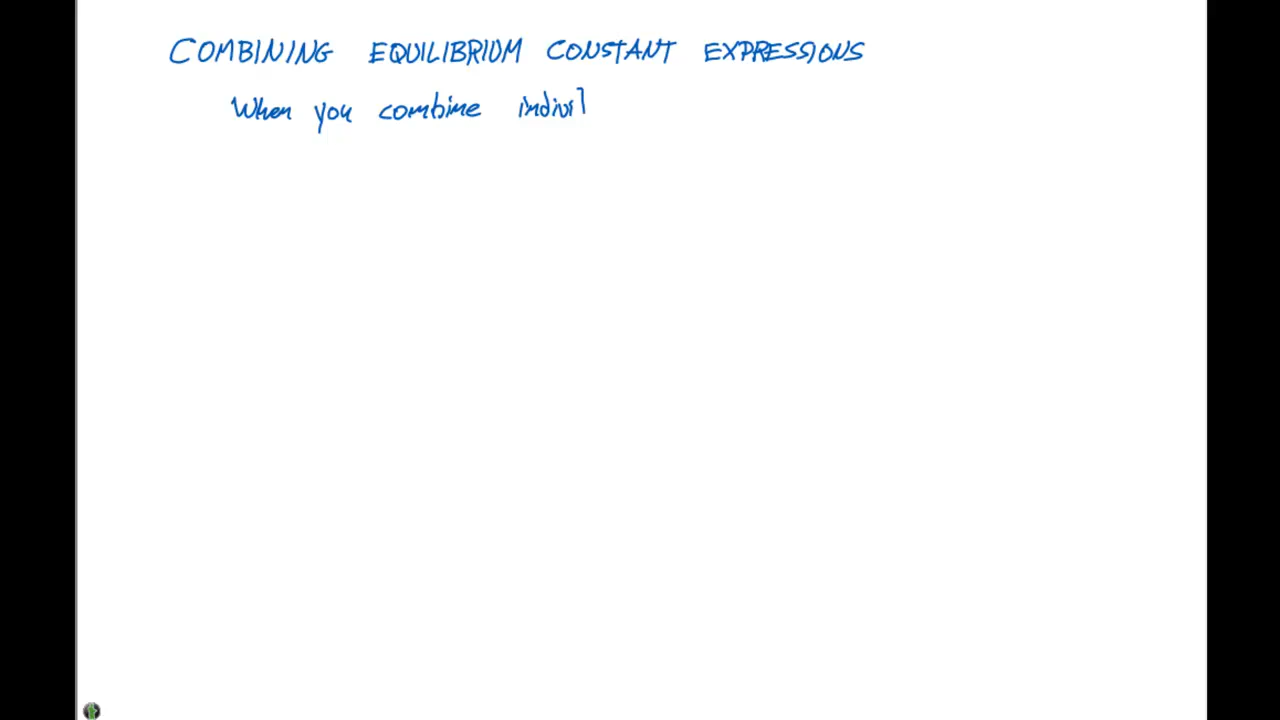 COMBINING EQUILIBRIUM CONSTANT EXPRESSIONS
When you combine